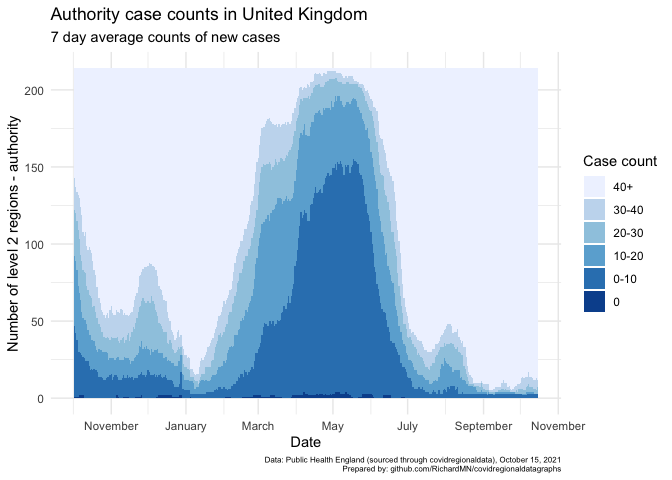 Authority case counts in United Kingdom
7 day average counts of new cases
Number of level 2 regions - authority
200
150
100
50
0
November
January
March
May
July
September
November
Date
Case count
40+
30-40
20-30
10-20
0-10
0
Data: Public Health England (sourced through covidregionaldata), October 15, 2021
Prepared by: github.com/RichardMN/covidregionaldatagraphs